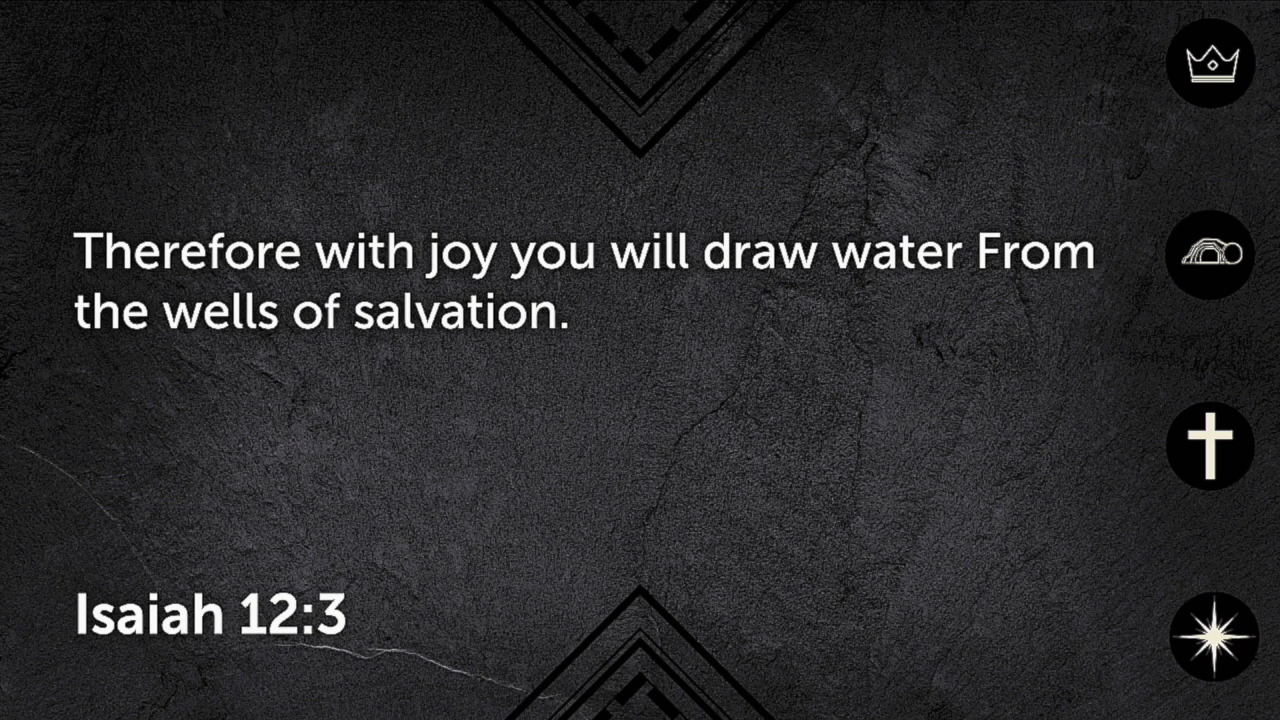 Therefore with joy you will draw water From
the wells of salvation.
Isaiah 12:3